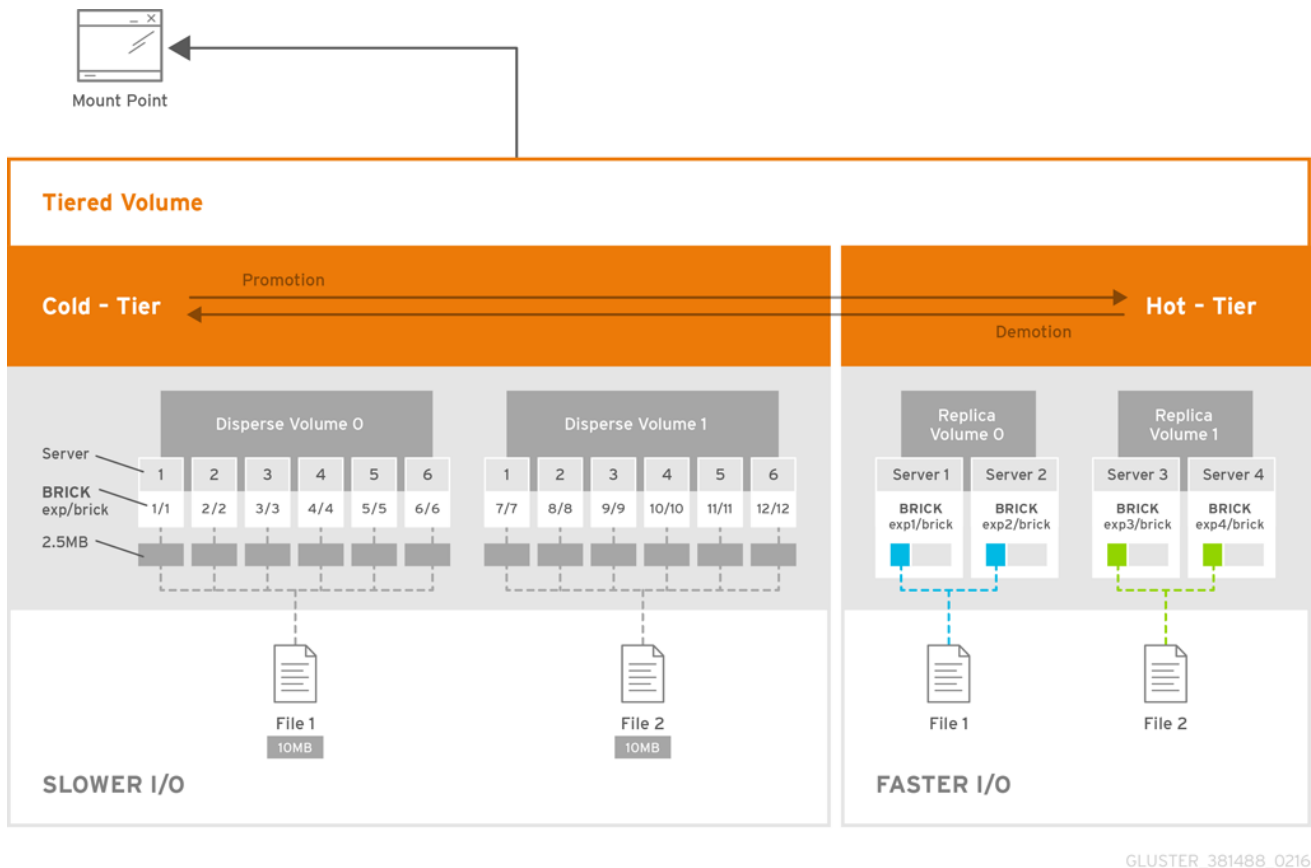 Mount Point
Tiered Volume
Promotion
Cold - Tier
Hot - Tier
Demotion
Disperse Volume 0
Disperse Volume 1
Replica
Volume 0
Replica
Volume 1
Server
1 2 3 4 5 6
1 2 3 4 5 6
Server 1 Server 2
Server 3 Server 4
BRICK
exp/brick
1/1 2/2 3/3 4/4 5/5 6/6
7/7 8/8 9/9 10/10 11/11 12/12
BRICK
exp1/brick
BRICK
exp2/brick
BRICK
exp3/brick
BRICK
exp4/brick
2.5MB
File 1
10MB
File 2
10MB
File 1
File 2
SLOWER I/O
FASTER I/O
GLUSTER_381488_0216